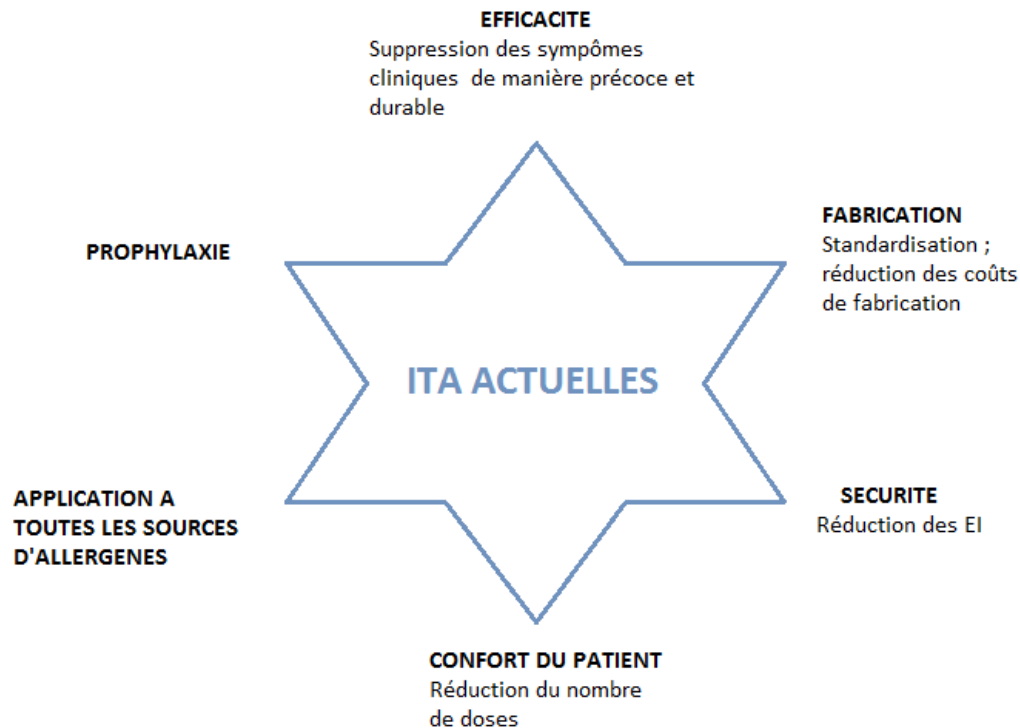 EFFICACITE
Suppression des sympômes
cliniques de manière précoce et
durable
FABRICATION
Standardisation ;
réduction des coûts
de fabrication
PROPHYLAXIE
ITA ACTUELLES
APPLICATION A
TOUTES LES SOURCES
D'ALLERGENES
SECURITE
Réduction des EI
CONFORT DU PATIENT
Réduction du nombre
de doses